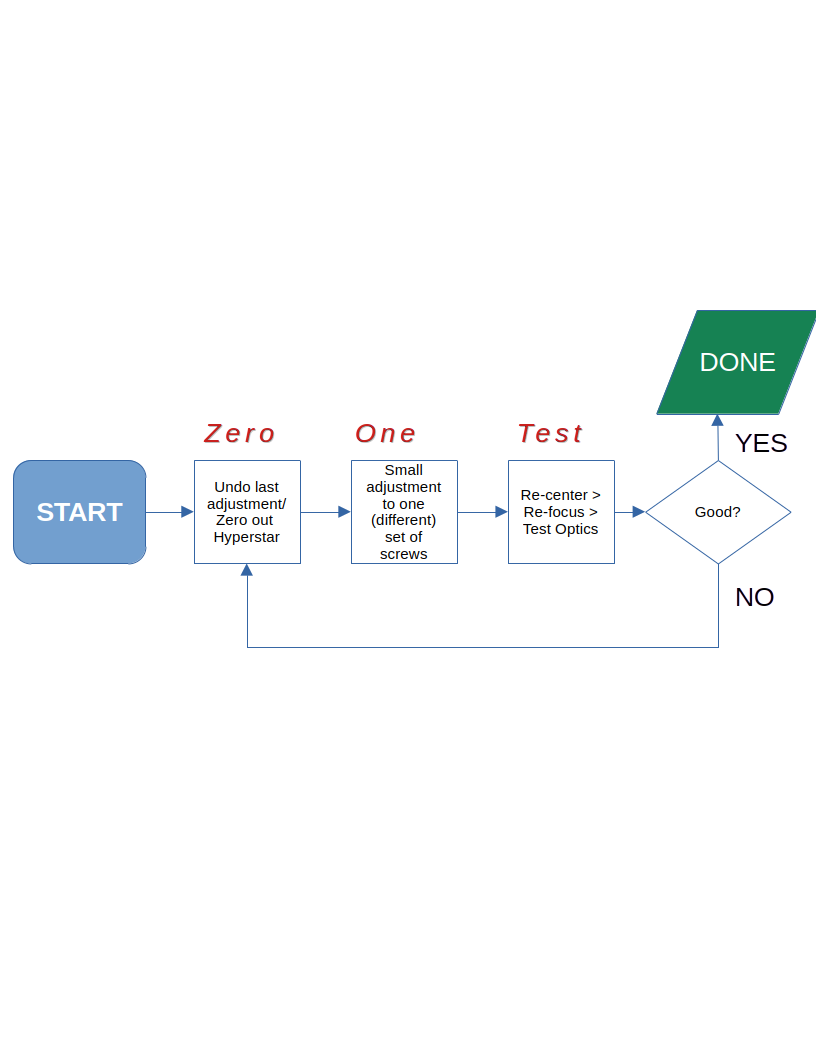 DONE
Zero
One
Test
YES
START
Undo last
adjustment/
Zero out
Hyperstar
Small
adjustment
to one
(different)
set of
screws
Re-center >
Re-focus >
Test Optics
Good?
NO